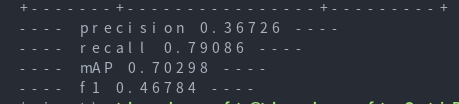 +-------+---------------+---------+
---- precision 0.36726 ----
---- recall 0.79086 ----
---- mAP 0.70298 ----
---- f1 0.46784 ----